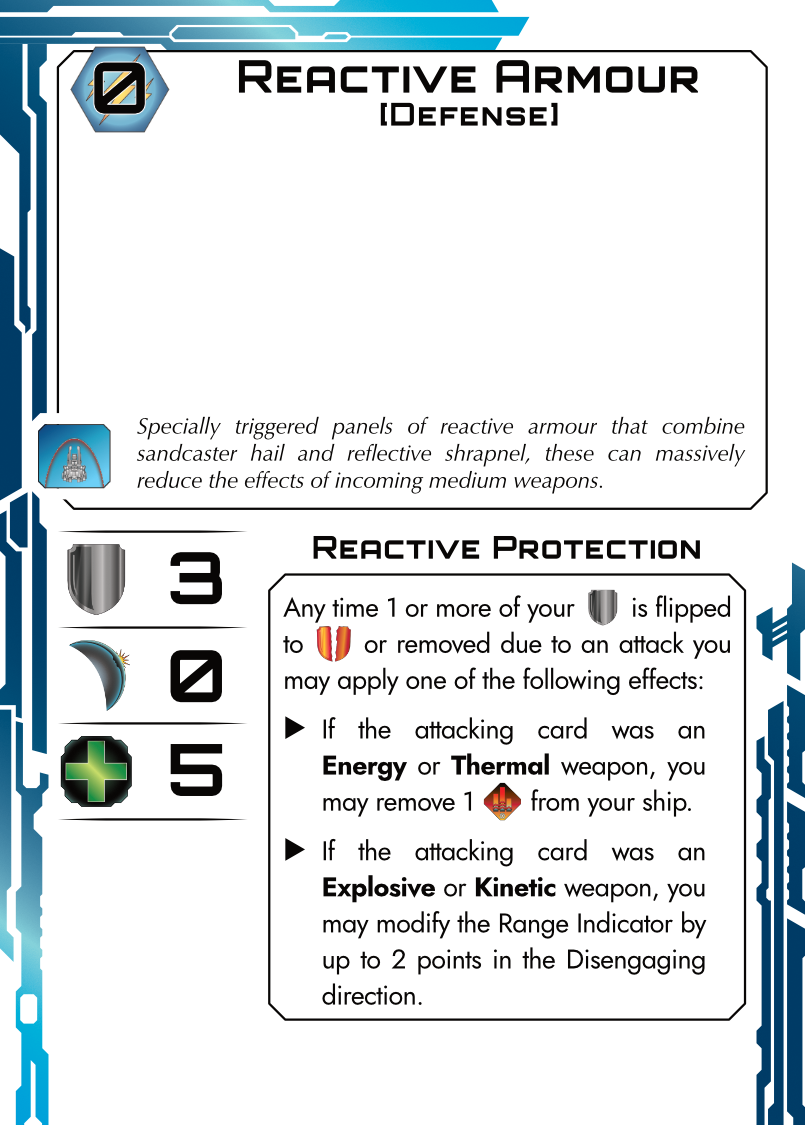 0
Reactive Armour
[Defense]
Specially triggered panels of reactive armour that combine
sandcaster hail and reflective shrapnel, these can massively
reduce the effects of incoming medium weapons.
3
0
5
Reactive Protection
Any time 1 or more of your is flipped
to or removed due to an attack you
may apply one of the following effects:
▶ If the attacking card was an
Energy or Thermal weapon, you
may remove 1 from your ship.
▶ If the attacking card was an
Explosive or Kinetic weapon, you
may modify the Range Indicator by
up to 2 points in the Disengaging
direction.